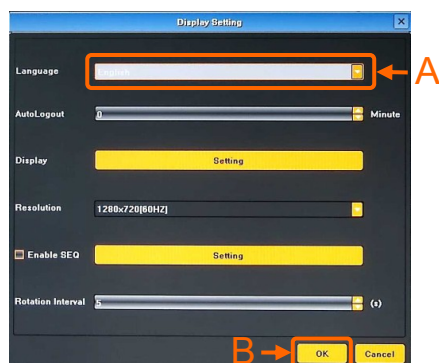 Display Setting
Language English A
AutoLogout 0 Minute
Display Setting
Resolution 1280x720[60HZ]
Enable SEQ Setting
Rotation Interval 5 (s)
B OK Cancel